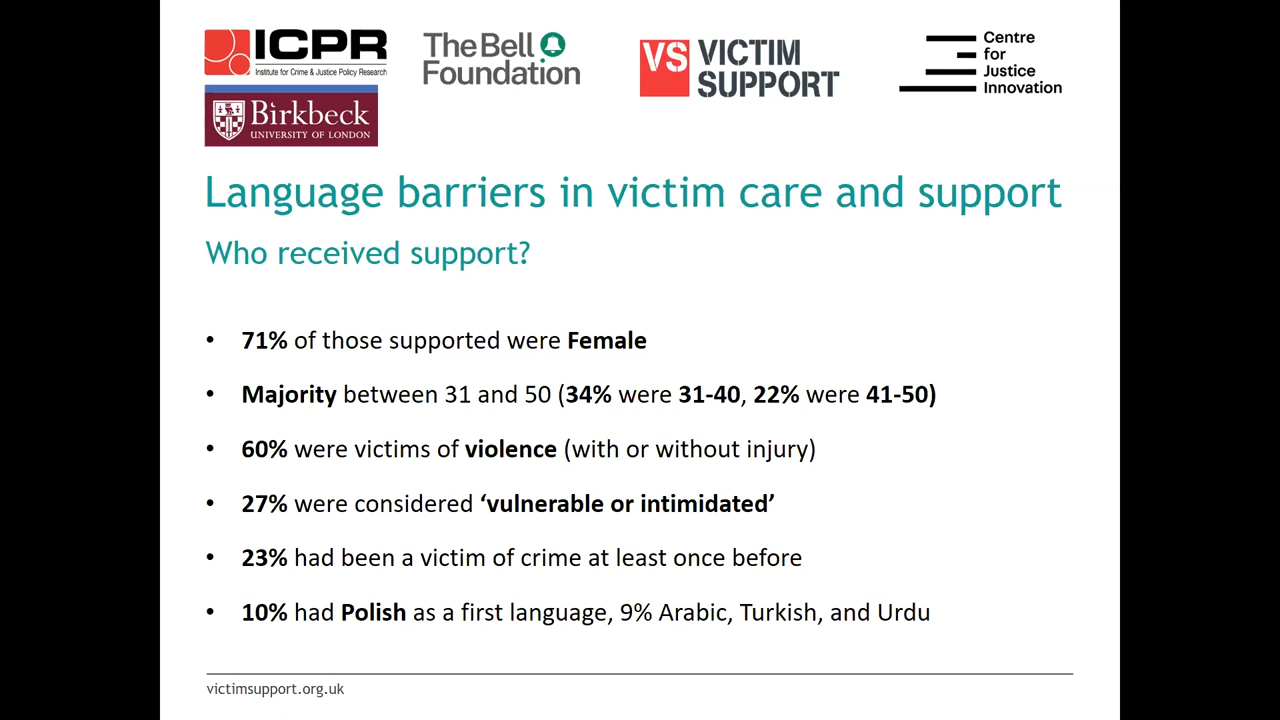 ICPR
Institute for Crime & Justice Policy Research
Birkbeck
UNIVERSITY OF LONDON
The Bell
Foundation
VS VICTIM
SUPPORT
Centre
for
Justice
Innovation
Language barriers in victim care and support
Who received support?
• 71% of those supported were Female
• Majority between 31 and 50 (34% were 31-40, 22% were 41-50)
• 60% were victims of violence (with or without injury)
• 27% were considered ‘vulnerable or intimidated’
• 23% had been a victim of crime at least once before
• 10% had Polish as a first language, 9% Arabic, Turkish, and Urdu
victimsupport.org.uk